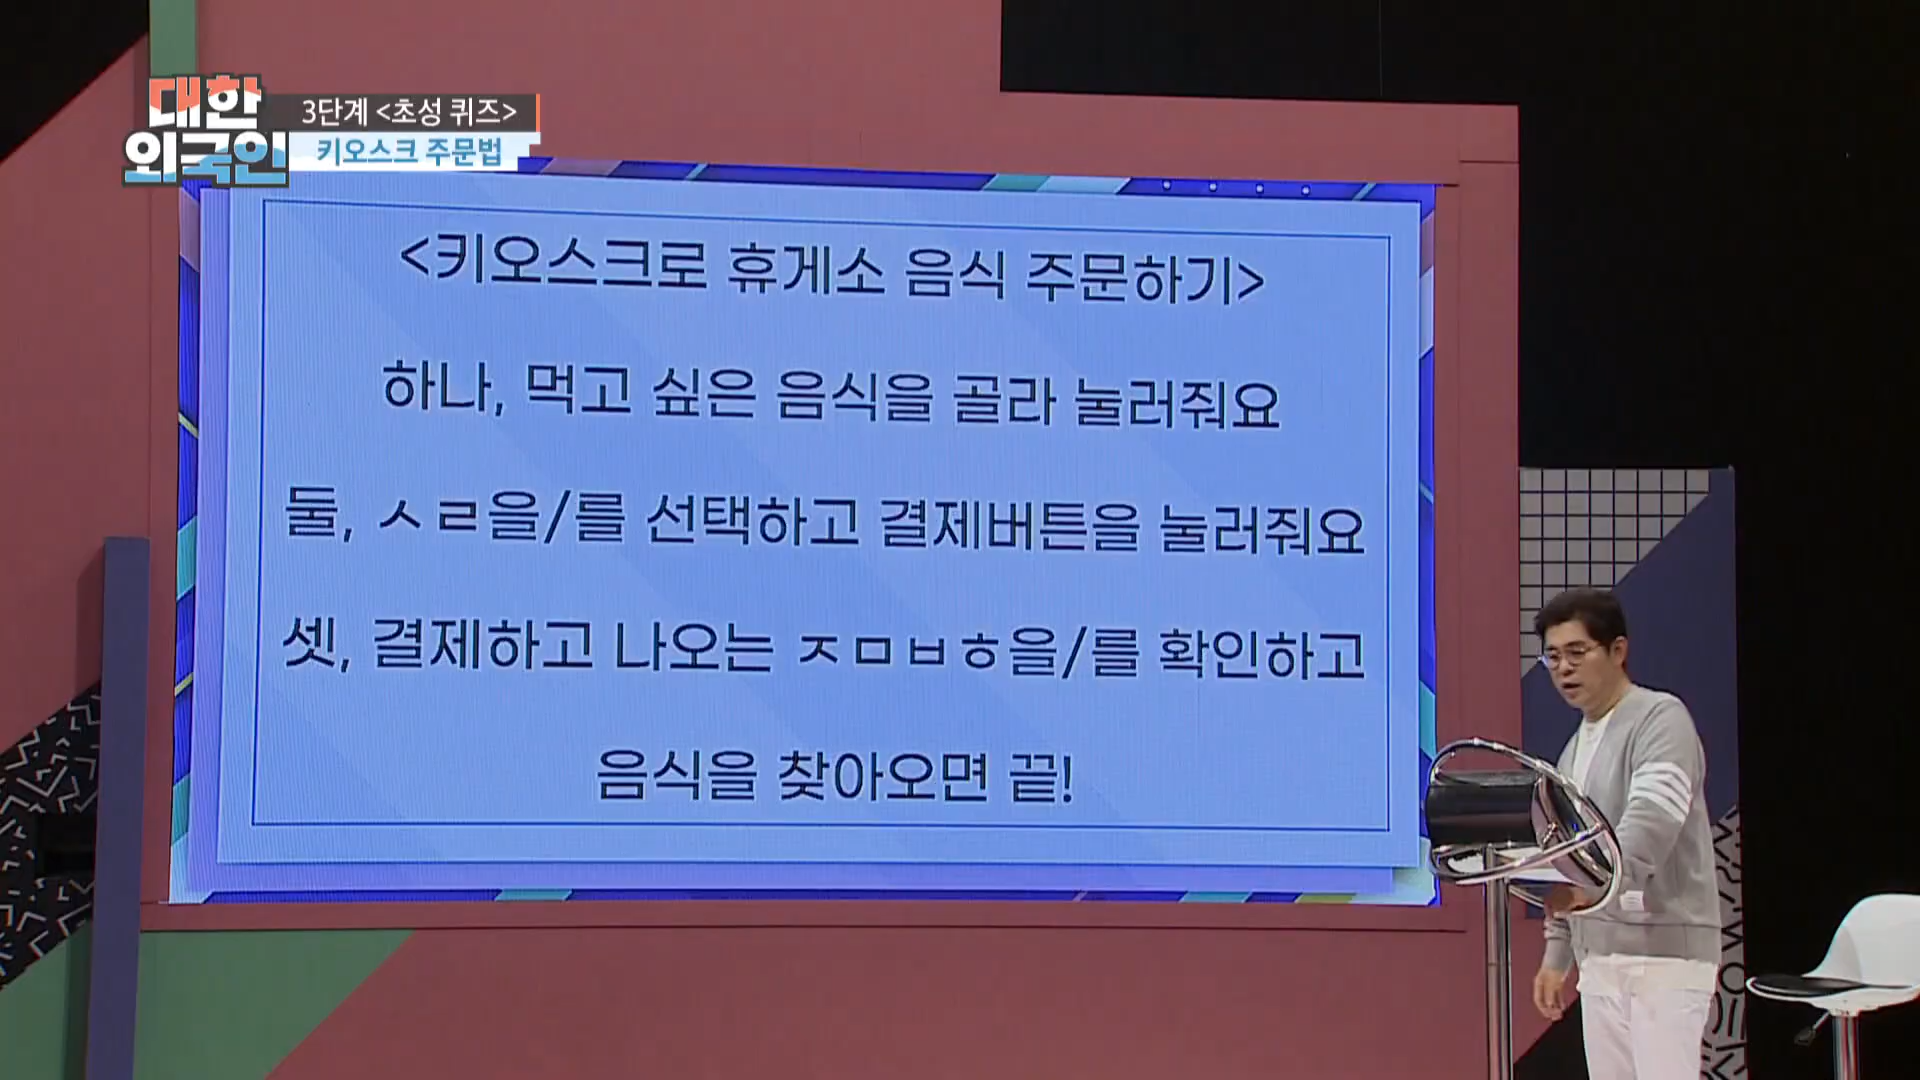 대한
외국인
3단계 <초성 퀴즈>
키오스크 주문법
<키오스크로 휴게소 음식 주문하기>
하나, 먹고 싶은 음식을 골라 눌러줘요
둘, ㅅㄹ을/를 선택하고 결제버튼을 눌러줘요
셋, 결제하고 나오는 ㅈㅁㅂㅎ을/를 확인하고
음식을 찾아오면 끝!